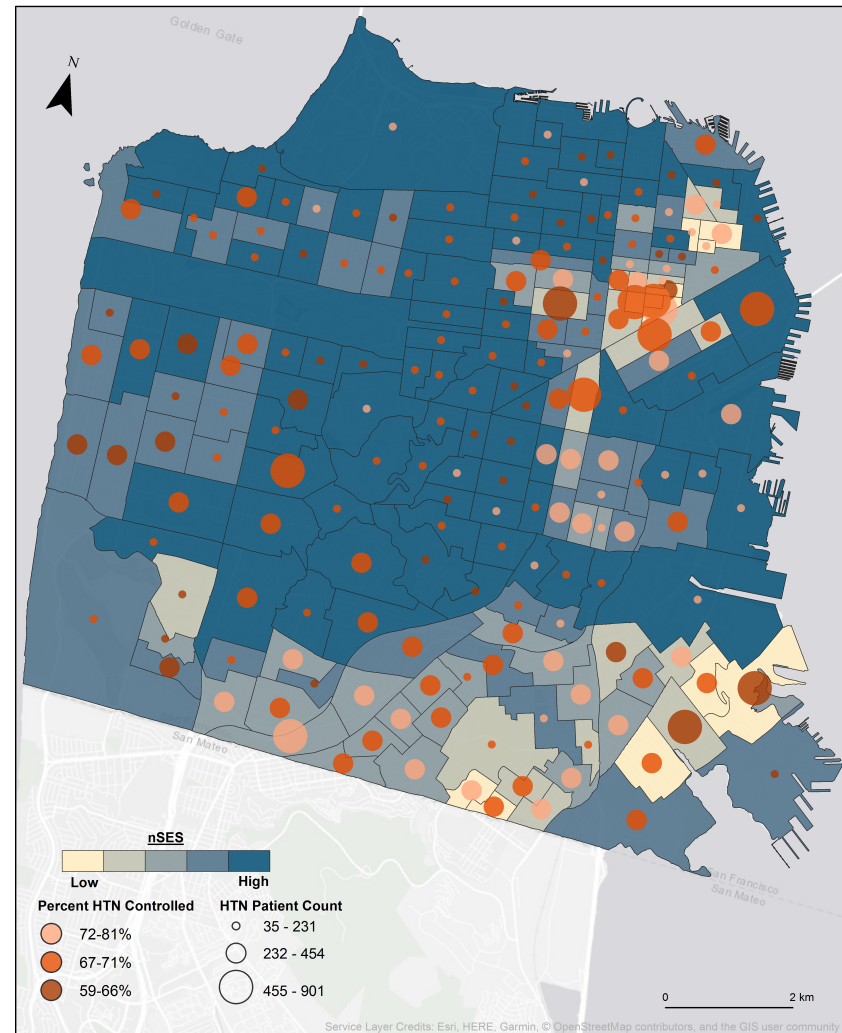 Golden Gate
N
San Mateo
an Francisco
San Mateo
nSES
Low
High
Percent HTN Controlled
72-81%
67-71%
59-66%
HTN Patient Count
35 - 231
232 - 454
455 - 901
0
2 km
Service Layer Credits: Esri, HERE, Garmin, © OpenStreetMap contributors, and the GIS user community